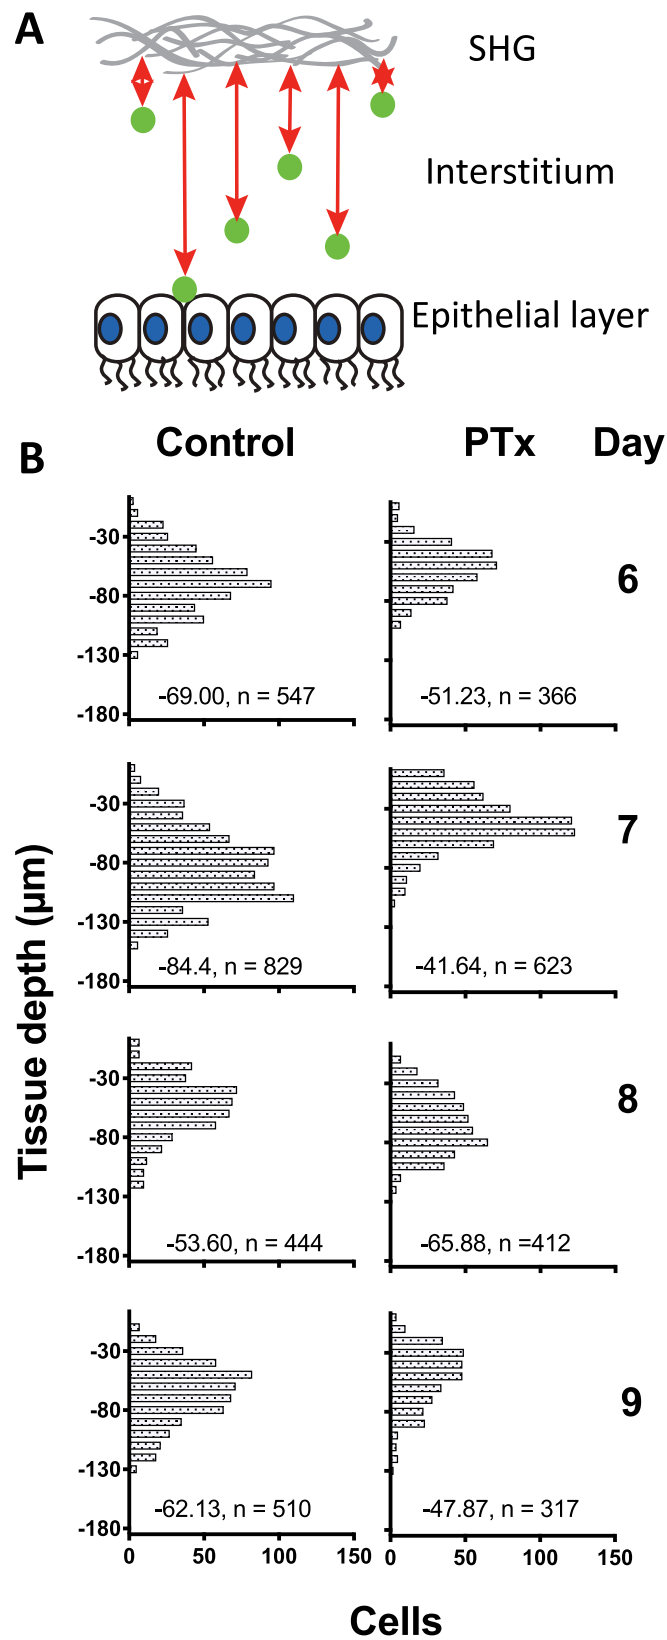 A
SHG
Interstitium
Epithelial layer
B
Control PTx Day
-30
-80
-130
-180
-69.00, n = 547
-51.23, n = 366
6
-30
-80
-130
-180
-84.4, n = 829
-41.64, n = 623
7
-30
-80
-130
-180
-53.60, n = 444
-65.88, n =412
8
-30
-80
-130
-180
-62.13, n = 510
-47.87, n = 317
9
0 50 100 150 0 50 100 150
Tissue depth (µm)
Cells